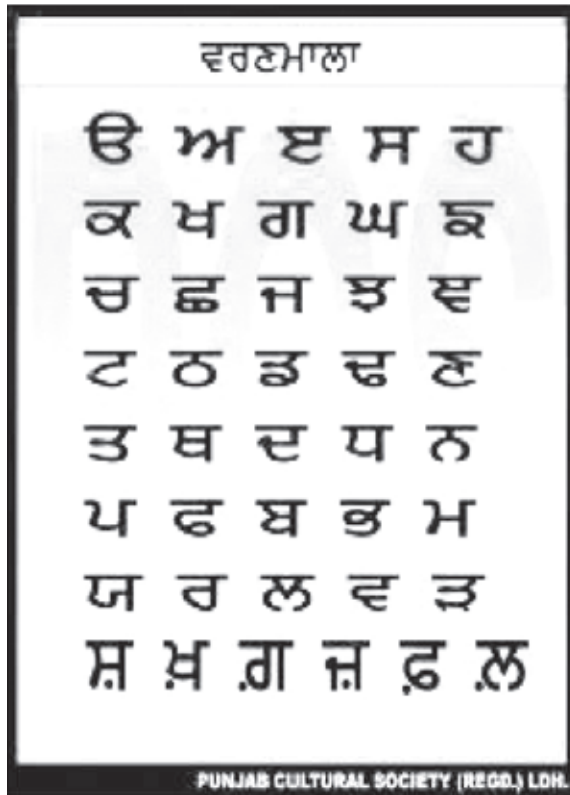 ਵਰਣਮਾਲਾ
ੳ ਅ ੲ ਸ ਹ
ਕ ਖ ਗ ਘ ਙ
ਚ ਛ ਜ ਝ ਞ
ਟ ਠ ਡ ਢ ਣ
ਤ ਥ ਦ ਧ ਨ
ਪ ਫ ਬ ਭ ਮ
ਯ ਰ ਲ ਵ ੜ
ਸ਼ ਖ਼ ਗ਼ ਜ਼ ਫ਼ ਲ਼
PUNJAB CULTURAL SOCIETY (REGD.) LDH.